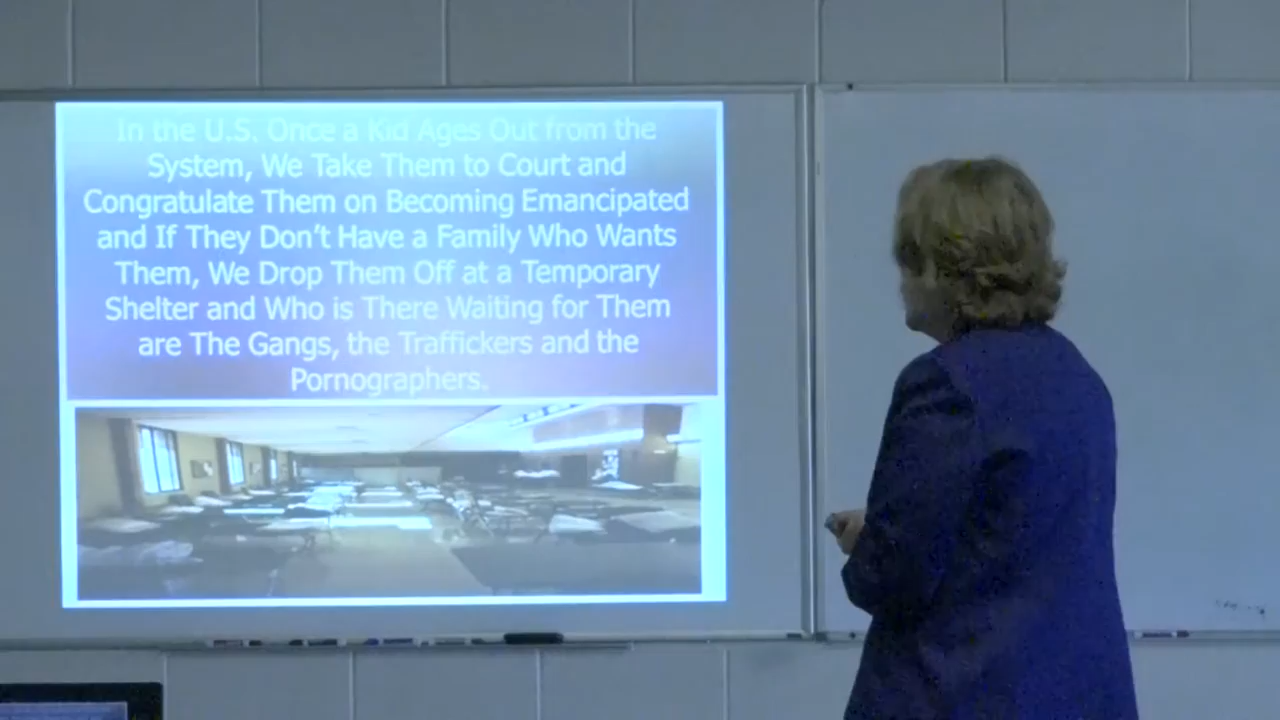 In the U.S. Once a Kid Ages Out from the
System, We Take Them to Court and
Congratulate Them on Becoming Emancipated
and If They Don't Have a Family Who Wants
Them, We Drop Them Off at a Temporary
Shelter and Who is There Waiting for Them
are The Gangs, the Traffickers and the
Pornographers.